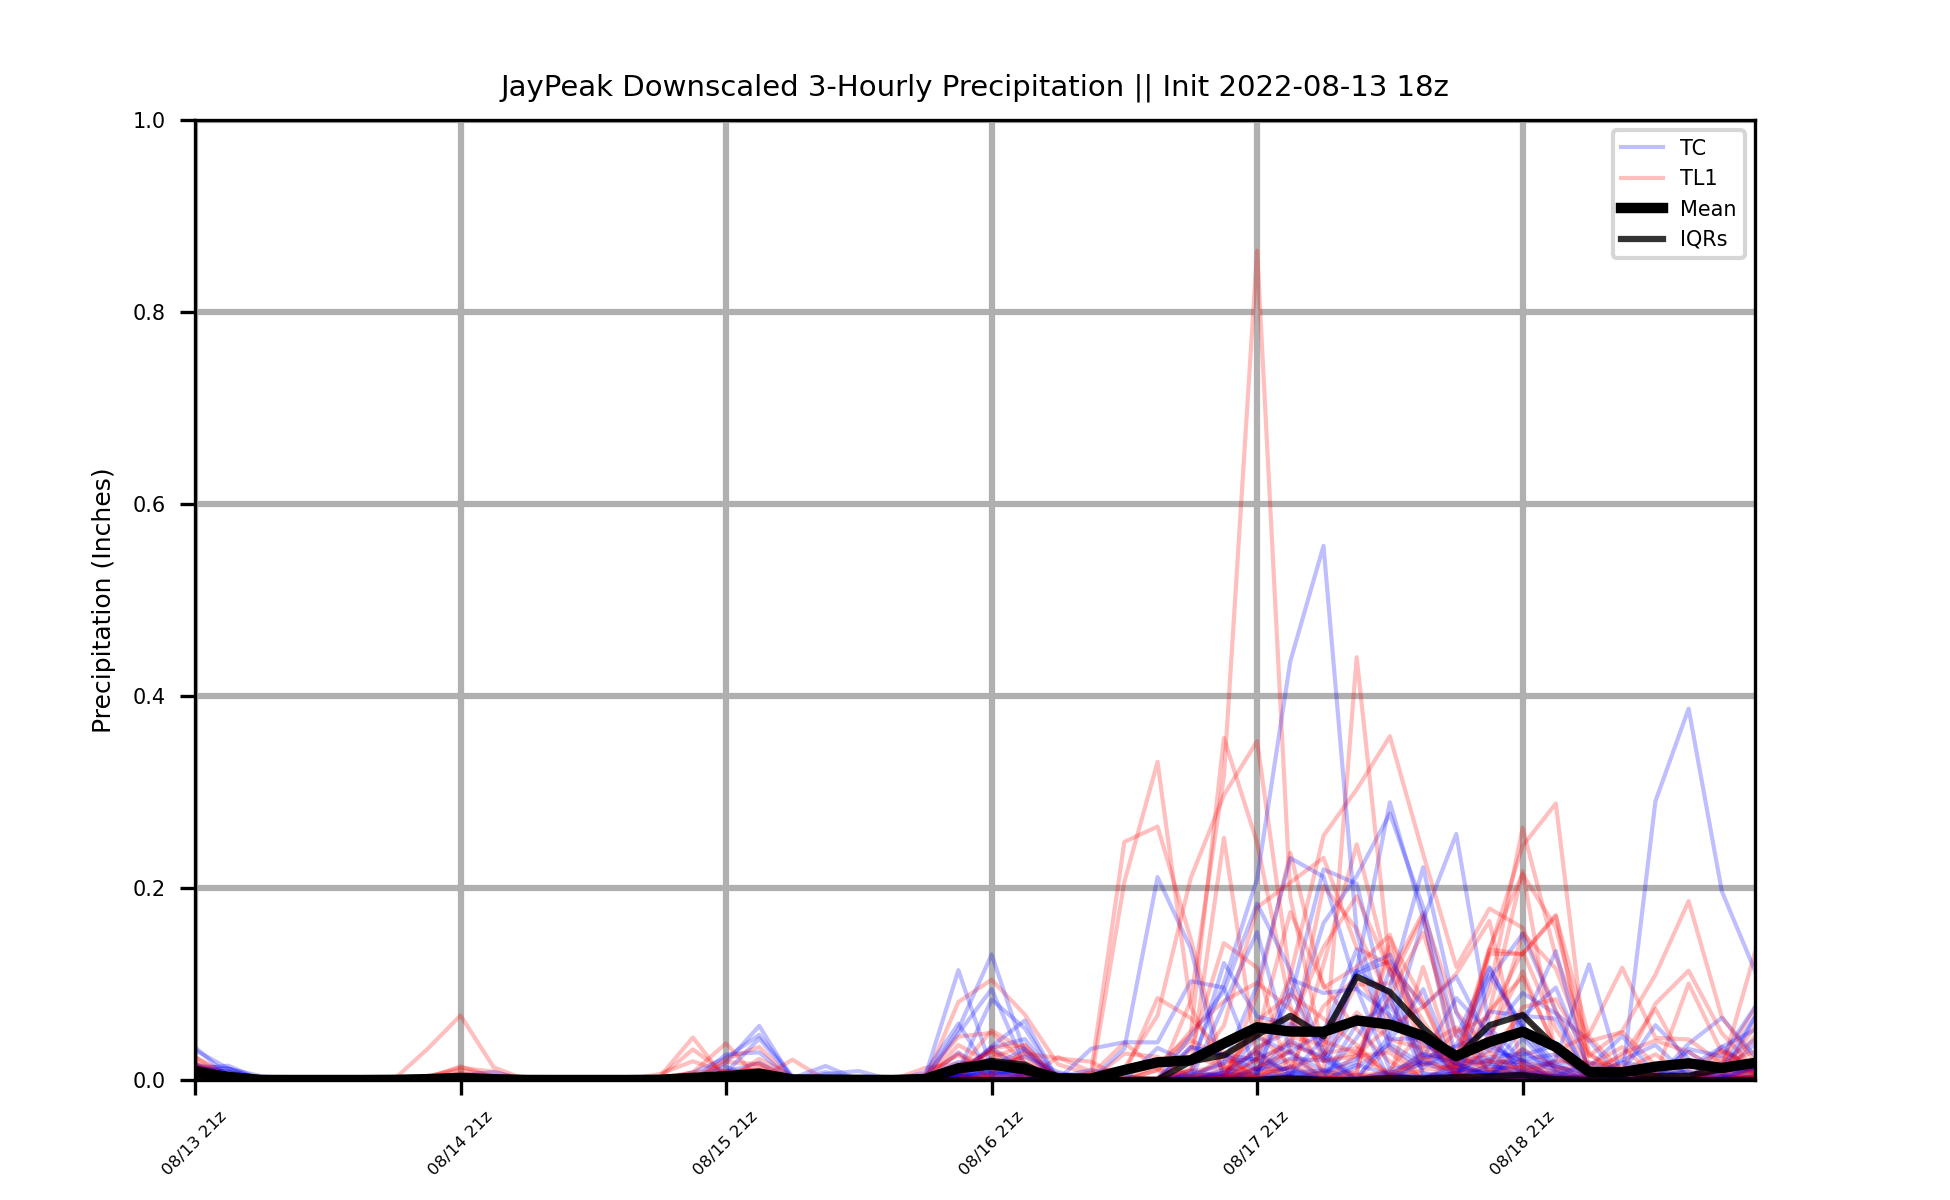 JayPeak Downscaled 3-Hourly Precipitation || Init 2022-08-13 18z
1.0
0.8
0.6
0.4
0.2
0.0
Precipitation (Inches)
TC
TL1
Mean
IQRs
08/13 21z
08/14 21z
08/15 21z
08/16 21z
08/17 21z
08/18 21z